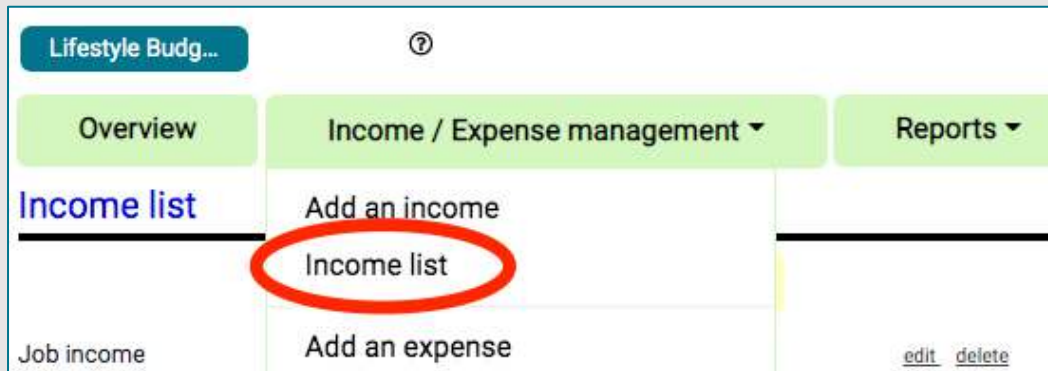 Lifestyle Budg...
Overview Income / Expense management Reports
Income list
Add an income
Income list
Add an expense
Job income edit delete